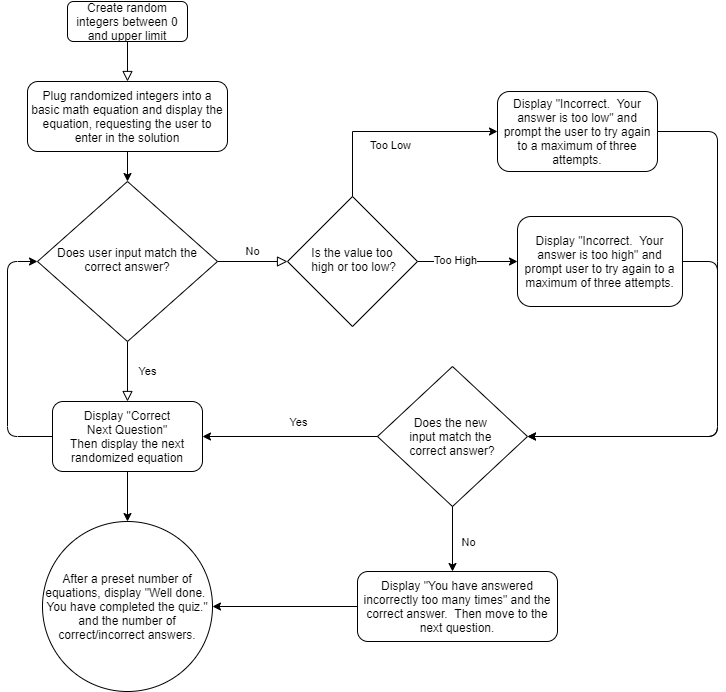 Create random
integers between 0
and upper limit
Plug randomized integers into a
basic math equation and display the
equation, requesting the user to
enter in the solution
Display "Incorrect.  Your
answer is too low" and
prompt the user to try again
to a maximum of three
attempts.
Too Low
Does user input match the
correct answer?
No
Is the value too
high or too low?
Too High
Display "Incorrect.  Your
answer is too high" and
prompt user to try again to a
maximum of three attempts.
Yes
Display "Correct
Next Question"
Then display the next
randomized equation
Yes
Does the new
input match the
correct answer?
No
After a preset number of
equations, display "Well done.
You have completed the quiz."
and the number of
correct/incorrect answers.
Display "You have answered
incorrectly too many times" and the
correct answer.  Then move to the
next question.